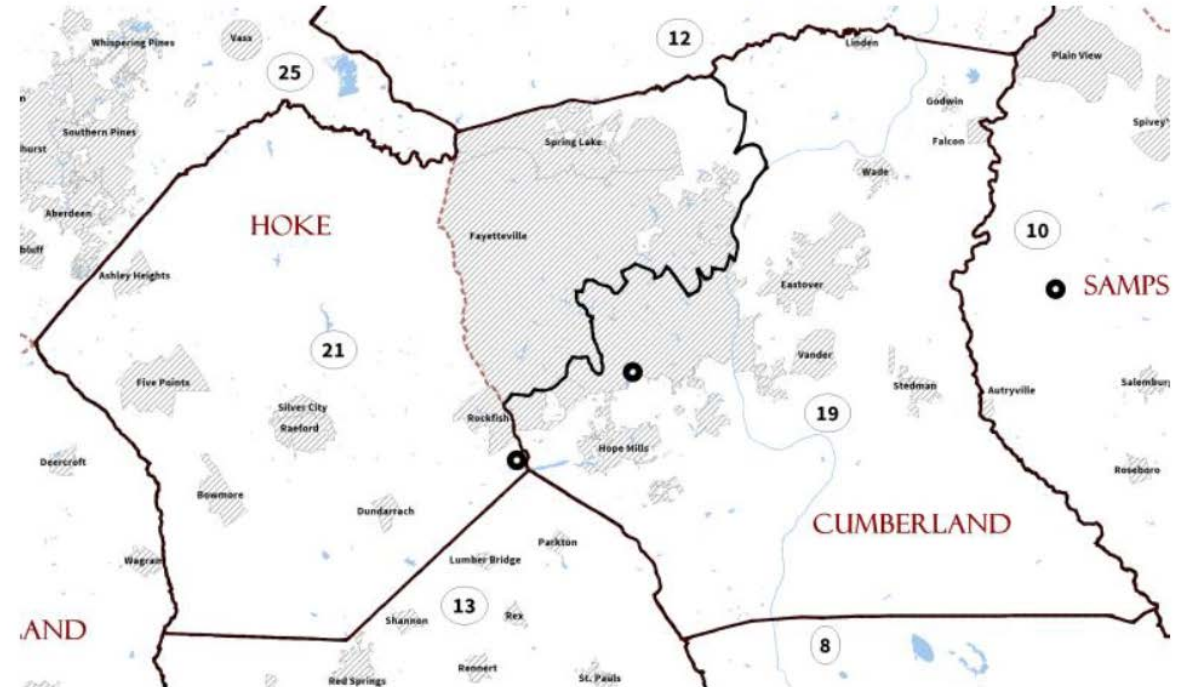 Whispering Pines
Vass
12
Linden
Plain View
25
Godwin
Southern Pines
Spring Lake
Falcon
Spivey'
hurst
Wade
Aberdeen
HOKE
Fayetteville
10
bluff
Ashley Heights
Eastover
SAMPS
21
Vander
Five Points
Stedman
Autryville
Salemburg
Silver City
Raeford
Rockfish
19
Hope Mills
Deercroft
Roseboro
Bowmore
Dundarrach
CUMBERLAND
Parkton
Wagram
Lumber Bridge
13
Shannon
Rex
LAND
8
Rennert
Red Springs
St. Pauls